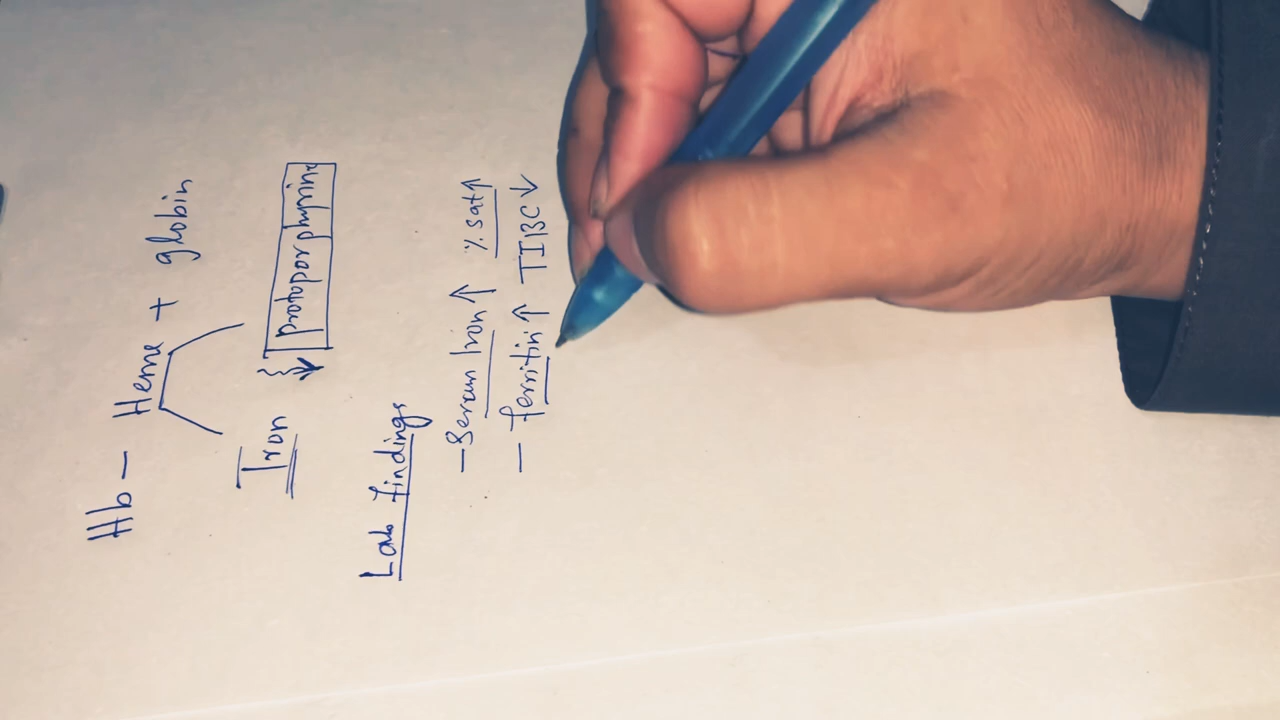 Hb - Heme + globin
Iron protoporphyrin
Lab findings
- Serum Iron ↑ % sat ↑
- ferritin ↑ TIBC ↓